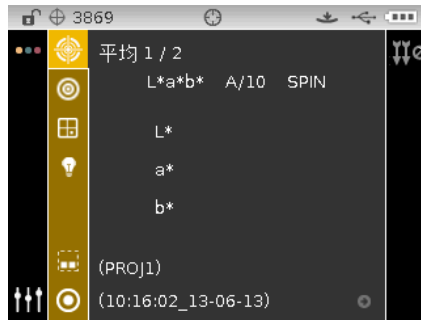 3869
平均 1 / 2
L*a*b* A/10 SPIN
L*
a*
b*
(PROJ1)
(10:16:02_13-06-13)